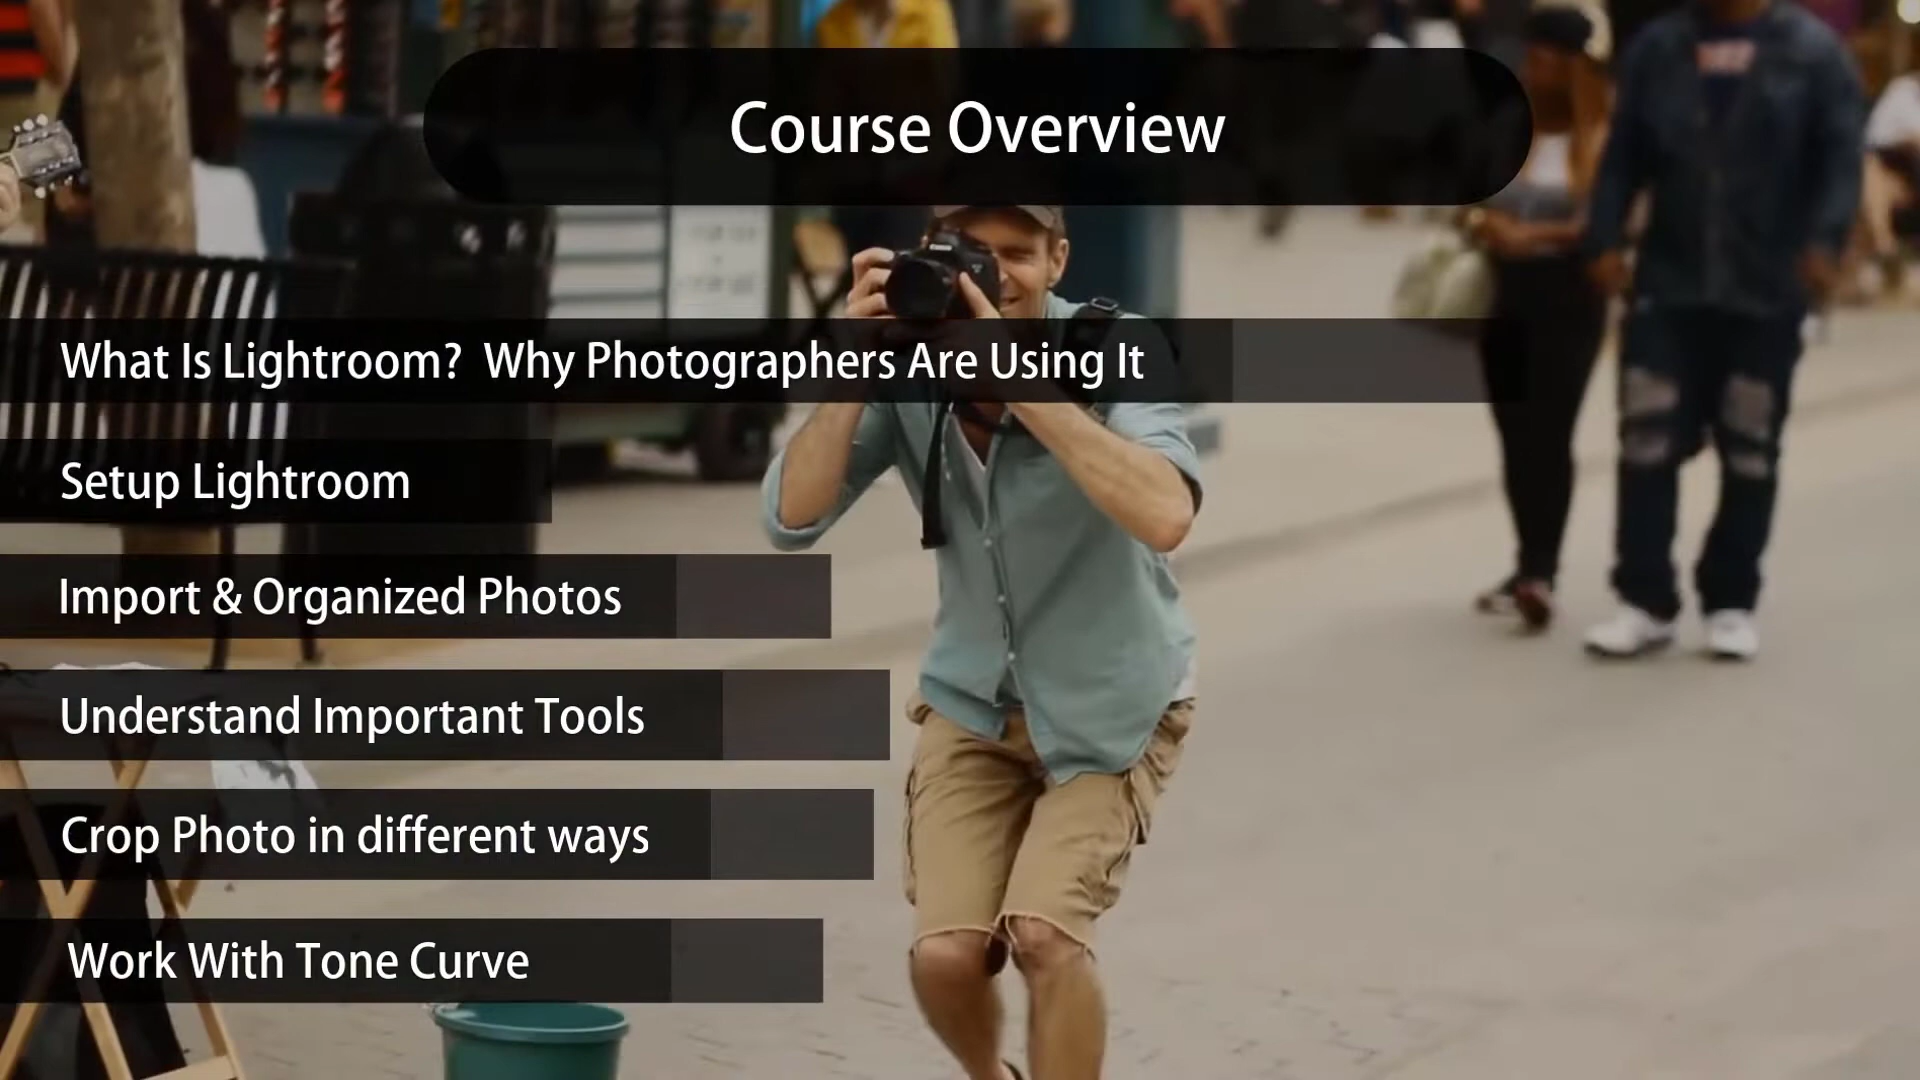 Course Overview
What Is Lightroom? Why Photographers Are Using It
Setup Lightroom
Import & Organized Photos
Understand Important Tools
Crop Photo in different ways
Work With Tone Curve